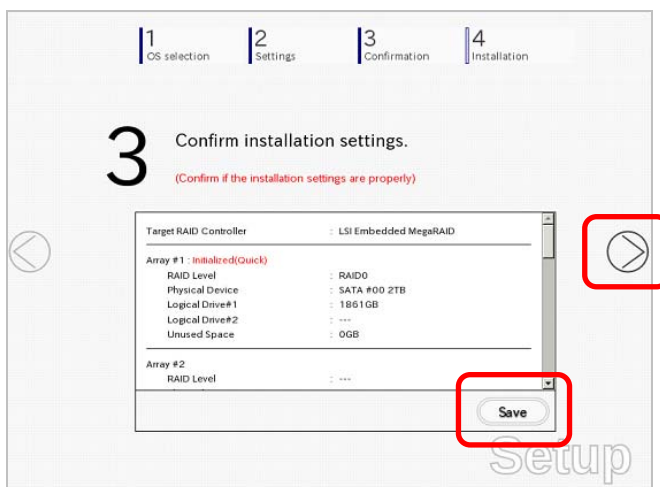 1 2 3 4
OS selection Settings Confirmation Installation
3 Confirm installation settings.
(Confirm if the installation settings are properly)
Target RAID Controller : LSI Embedded MegaRAID
Array #1 : Initialized(Quick)
RAID Level : RAID0
Physical Device : SATA #00 2TB
Logical Drive#1 : 1861GB
Logical Drive#2 : ---
Unused Space : 0GB
Array #2
RAID Level : ---
Save
Setup